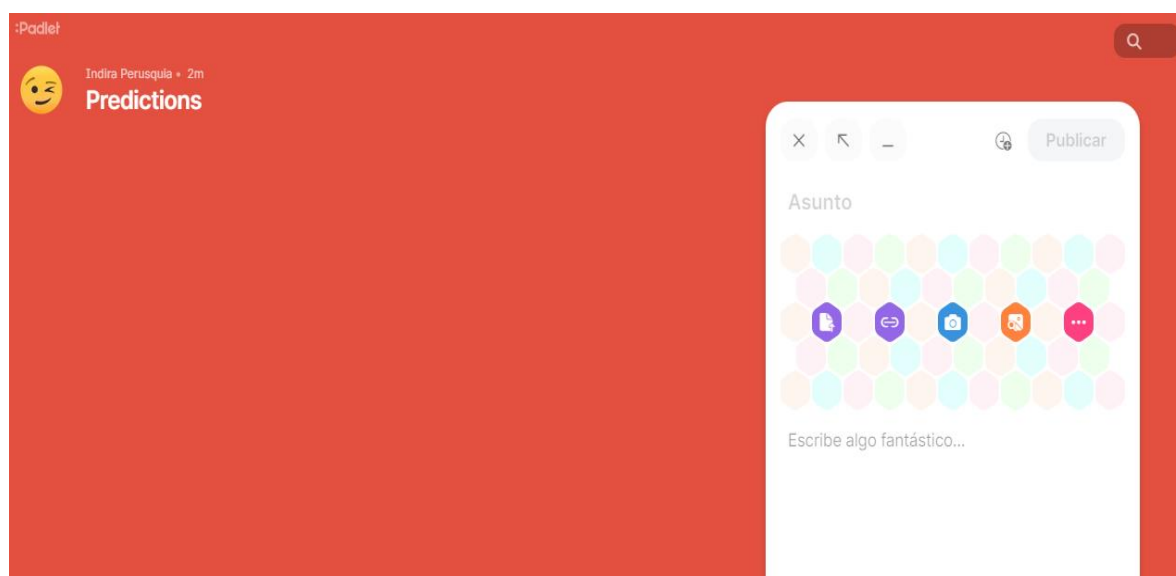 :Padlet
Indira Perusquia • 2m
Predictions
Publicar
Asunto
Escribe algo fantástico...